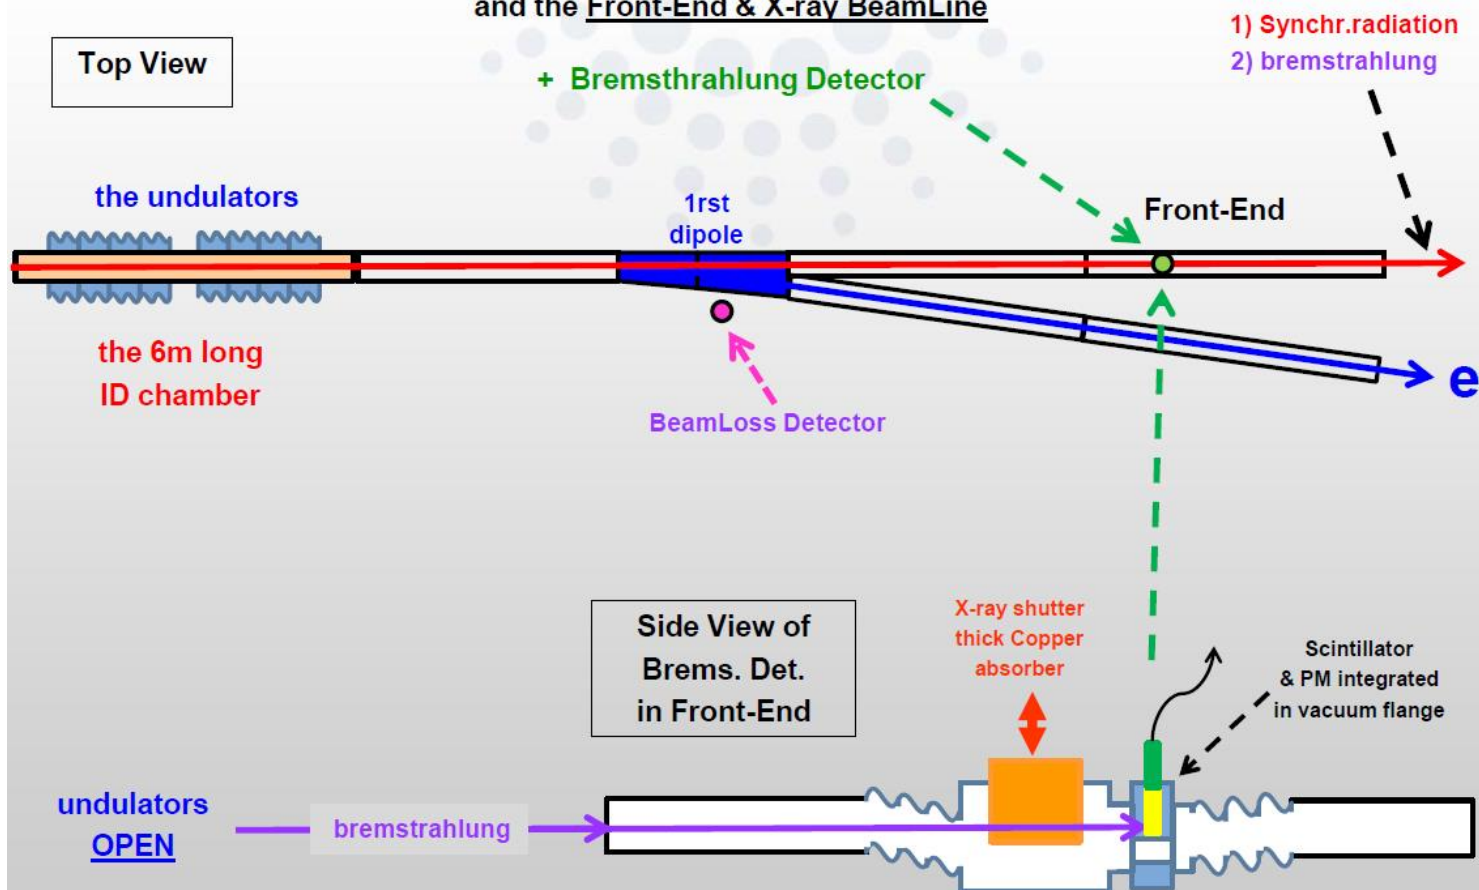 and the Front-End & X-ray BeamLine
1) Synchr.radiation
2) bremstrahlung
Top View
+ Bremsthrahlung Detector
the undulators
1rst
dipole
Front-End
the 6m long
ID chamber
BeamLoss Detector
e
X-ray shutter
thick Copper
absorber
Side View of
Brems. Det.
in Front-End
Scintillator
& PM integrated
in vacuum flange
undulators
OPEN
bremstrahlung